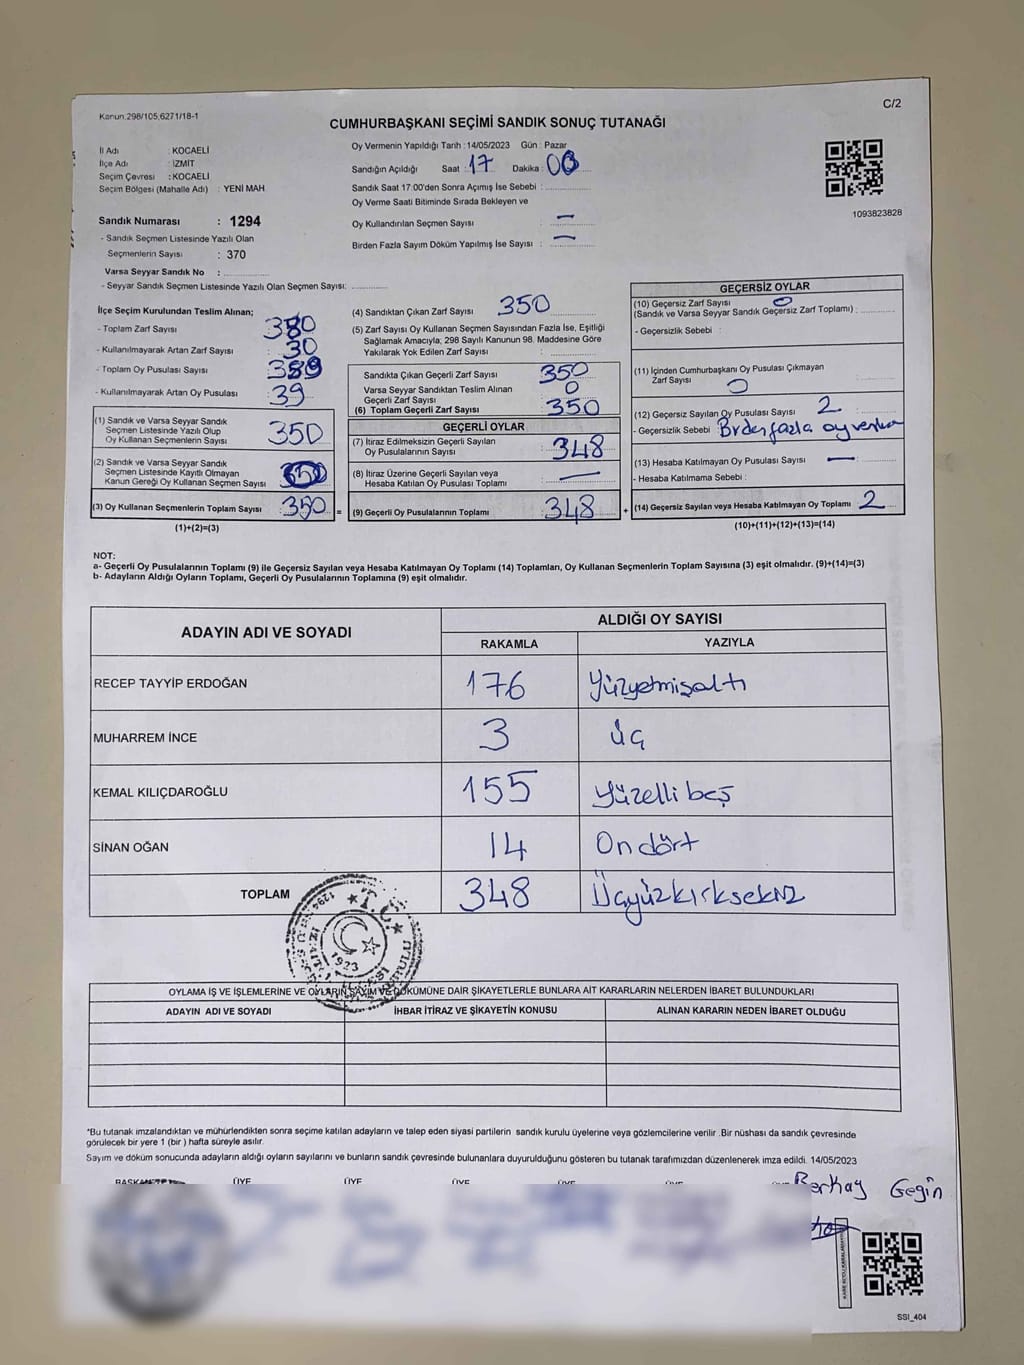 C/2
Kanun.298/105,6271/18-1
CUMHURBAŞKANI SEÇİMİ SANDIK SONUÇ TUTANAĞI
İl Adı : KOCAELİ
İlçe Adı : İZMİT
Seçim Çevresi : KOCAELİ
Seçim Bölgesi (Mahalle Adı) : YENİ MAH
Sandık Numarası : 1294
- Sandık Seçmen Listesinde Yazılı Olan
Seçmenlerin Sayısı : 370
Varsa Seyyar Sandık No :
- Seyyar Sandık Seçmen Listesinde Yazılı Olan Seçmen Sayısı:
Oy Vermenin Yapıldığı Tarih :14/05/2023 Gün : Pazar
Sandığın Açıldığı Saat : 17 Dakika : 00
Sandık Saat 17.00'den Sonra Açımış İse Sebebi :
Oy Verme Saati Bitiminde Sırada Bekleyen ve
Oy Kullandırılan Seçmen Sayısı : —
Birden Fazla Sayım Döküm Yapılmış İse Sayısı : —
1093823828
İlçe Seçim Kurulundan Teslim Alınan;
- Toplam Zarf Sayısı : 380
- Kullanılmayarak Artan Zarf Sayısı : 30
- Toplam Oy Pusulası Sayısı : 389
- Kullanılmayarak Artan Oy Pusulası : 39
(1) Sandık ve Varsa Seyyar Sandık
Seçmen Listesinde Yazılı Olup
Oy Kullanan Seçmenlerin Sayısı : 350
(2) Sandık ve Varsa Seyyar Sandık
Seçmen Listesinde Kayıtlı Olmayan
Kanun Gereği Oy Kullanan Seçmen Sayısı :
(3) Oy Kullanan Seçmenlerin Toplam Sayısı : 350 =
(1)+(2)=(3)
(4) Sandıktan Çıkan Zarf Sayısı : 350
(5) Zarf Sayısı Oy Kullanan Seçmen Sayısından Fazla İse, Eşitliği
Sağlamak Amacıyla; 298 Sayılı Kanunun 98. Maddesine Göre
Yakılarak Yok Edilen Zarf Sayısı :
Sandıkta Çıkan Geçerli Zarf Sayısı : 350
Varsa Seyyar Sandıktan Teslim Alınan
Geçerli Zarf Sayısı : 0
(6) Toplam Geçerli Zarf Sayısı : 350
GEÇERLİ OYLAR
(7) İtiraz Edilmeksizin Geçerli Sayılan
Oy Pusulalarının Sayısı : 348
(8) İtiraz Üzerine Geçerli Sayılan veya
Hesaba Katılan Oy Pusulası Toplamı : —
(9) Geçerli Oy Pusulalarının Toplamı : 348 +
GEÇERSİZ OYLAR
(10) Geçersiz Zarf Sayısı 0
(Sandık ve Varsa Seyyar Sandık Geçersiz Zarf Toplamı) :
- Geçersizlik Sebebi :
(11) İçinden Cumhurbaşkanı Oy Pusulası Çıkmayan
Zarf Sayısı : 0
(12) Geçersiz Sayılan Oy Pusulası Sayısı : 2
- Geçersizlik Sebebi :
(13) Hesaba Katılmayan Oy Pusulası Sayısı : —
- Hesaba Katılmama Sebebi :
(14) Geçersiz Sayılan veya Hesaba Katılmayan Oy Toplamı : 2
(10)+(11)+(12)+(13)=(14)
NOT:
a- Geçerli Oy Pusulalarının Toplamı (9) ile Geçersiz Sayılan veya Hesaba Katılmayan Oy Toplamı (14) Toplamları, Oy Kullanan Seçmenlerin Toplam Sayısına (3) eşit olmalıdır. (9)+(14)=(3)
b- Adayların Aldığı Oyların Toplamı, Geçerli Oy Pusulalarının Toplamına (9) eşit olmalıdır.
ADAYIN ADI VE SOYADI ALDIĞI OY SAYISI
RAKAMLA YAZIYLA
RECEP TAYYİP ERDOĞAN 176 Yüzyetmişaltı
MUHARREM İNCE 3 üç
KEMAL KILIÇDAROĞLU 155 Yüzelli beş
SİNAN OĞAN 14 On dört
TOPLAM 348 Üçyüzkırksekiz
T.C.
1923
OYLAMA İŞ VE İŞLEMLERİNE VE OYLARIN SAYIM VE DÖKÜMÜNE DAİR ŞİKAYETLERLE BUNLARA AİT KARARLARIN NELERDEN İBARET BULUNDUKLARI
ADAYIN ADI VE SOYADI İHBAR İTİRAZ VE ŞİKAYETİN KONUSU ALINAN KARARIN NEDEN İBARET OLDUĞU
*Bu tutanak imzalandıktan ve mühürlendikten sonra seçime katılan adayların ve talep eden siyasi partilerin sandık kurulu üyelerine veya gözlemcilerine verilir .Bir nüshası da sandık çevresinde
görülecek bir yere 1 (bir ) hafta süreyle asılır.
Sayım ve döküm sonucunda adayların aldığı oyların sayılarını ve bunların sandık çevresinde bulunanlara duyurulduğunu gösteren bu tutanak tarafımızdan düzenlenerek imza edildi. 14/05/2023
ÜYE ÜYE ÜYE ÜYE ÜYE
Berkay Gegin
SSI_404